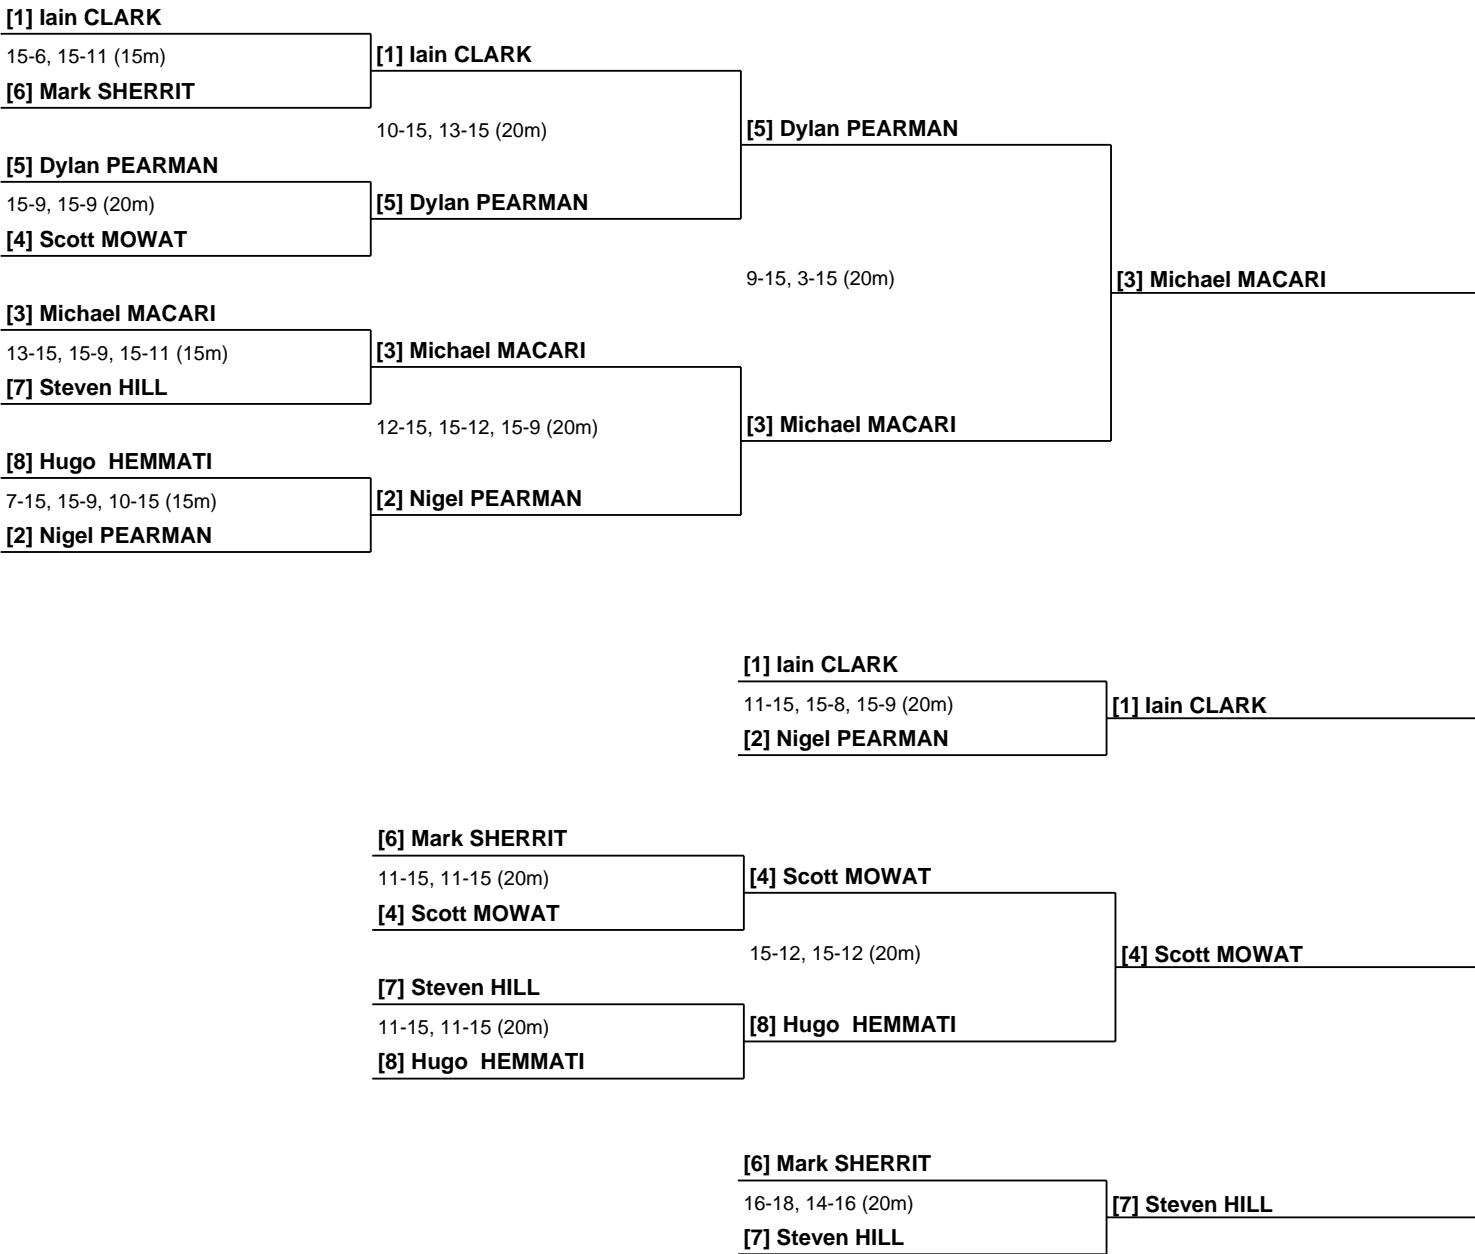 [1] Iain CLARK
15-6, 15-11 (15m)
[1] Iain CLARK
[6] Mark SHERRIT
10-15, 13-15 (20m)
[5] Dylan PEARMAN
[5] Dylan PEARMAN
15-9, 15-9 (20m)
[5] Dylan PEARMAN
[4] Scott MOWAT
9-15, 3-15 (20m)
[3] Michael MACARI
[3] Michael MACARI
13-15, 15-9, 15-11 (15m)
[3] Michael MACARI
[7] Steven HILL
12-15, 15-12, 15-9 (20m)
[3] Michael MACARI
[8] Hugo  HEMMATI
7-15, 15-9, 10-15 (15m)
[2] Nigel PEARMAN
[2] Nigel PEARMAN
[1] Iain CLARK
11-15, 15-8, 15-9 (20m)
[1] Iain CLARK
[2] Nigel PEARMAN
[6] Mark SHERRIT
11-15, 11-15 (20m)
[4] Scott MOWAT
[4] Scott MOWAT
15-12, 15-12 (20m)
[4] Scott MOWAT
[7] Steven HILL
11-15, 11-15 (20m)
[8] Hugo  HEMMATI
[8] Hugo  HEMMATI
[6] Mark SHERRIT
16-18, 14-16 (20m)
[7] Steven HILL
[7] Steven HILL